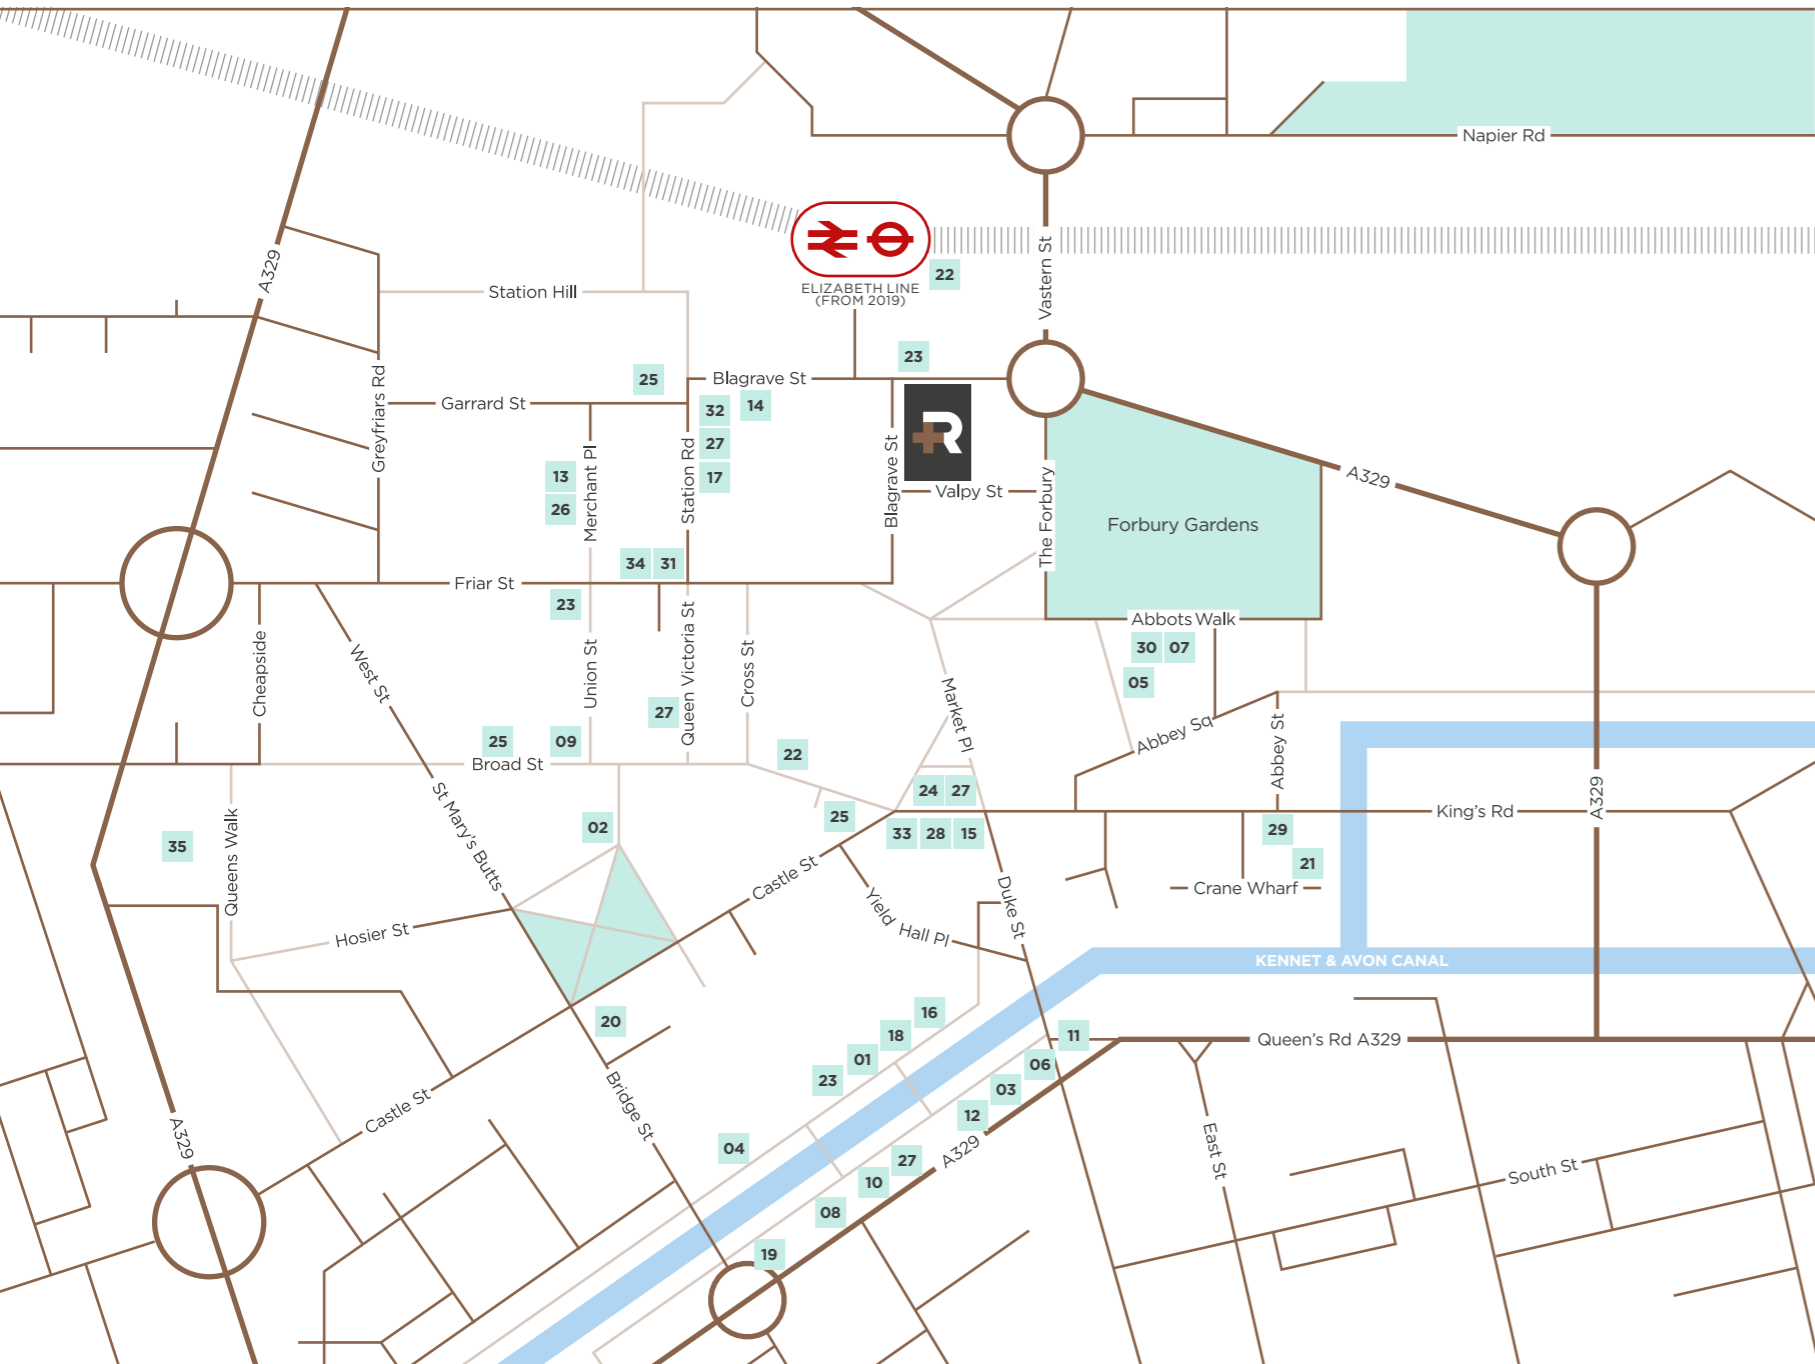 Napier Rd
A329
Vastern St
22
ELIZABETH LINE
(FROM 2019)
Station Hill
23
25
Blagrave St
Garrard St
32
14
27
17
Greyfriars Rd
Merchant Pl
Station Rd
13
26
Blagrave St
R
Valpy St
The Forbury
Forbury Gardens
A329
34
31
Friar St
23
Abbots Walk
30
07
05
Cheapside
West St
Union St
Queen Victoria St
Cross St
27
Market Pl
Abbey Sq
Abbey St
25
09
22
Broad St
24
27
A329
King's Rd
25
33
28
15
29
21
Crane Wharf
02
35
Queens Walk
St Mary's Butts
Castle St
Yield Hall Pl
Duke St
Hosier St
KENNET & AVON CANAL
20
16
18
01
23
11
06
03
12
Queen's Rd A329
Bridge St
Castle St
A329
04
27
10
08
A329
East St
South St
19